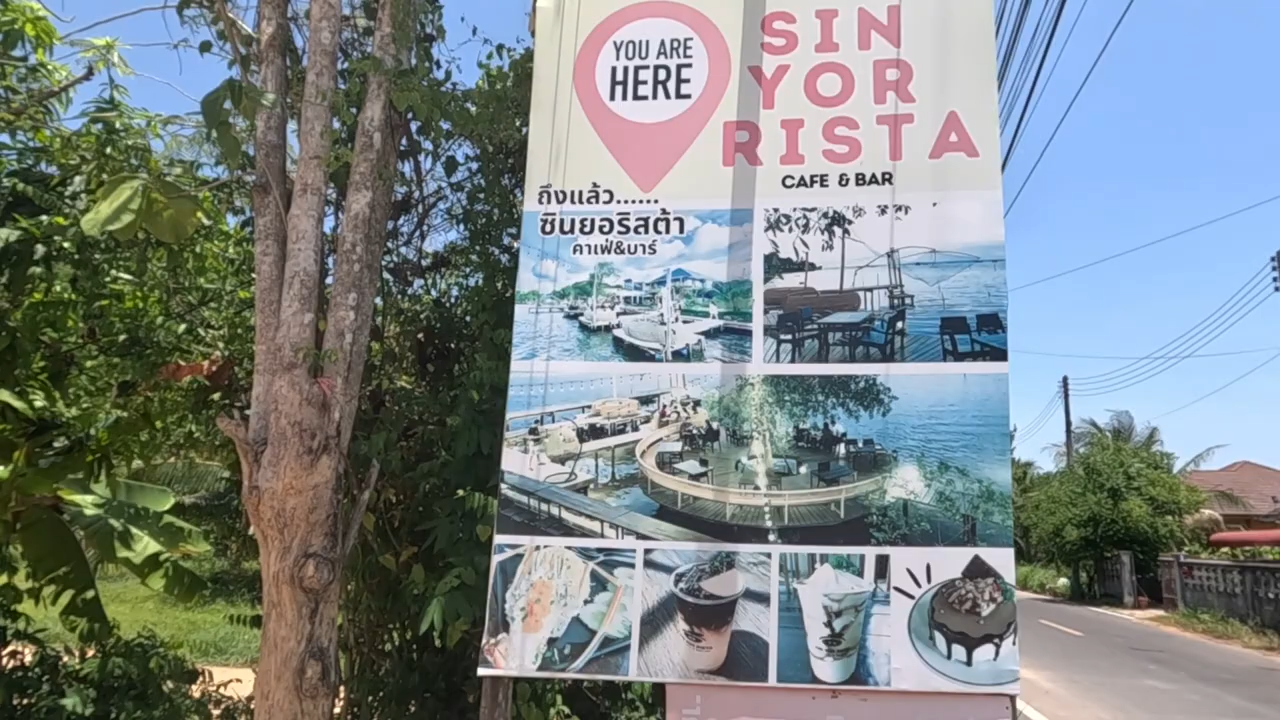 YOU ARE
HERE
SIN
YOR
RISTA
CAFE & BAR
ถึงแล้ว......
ซินยอริสต้า
คาเฟ่&บาร์